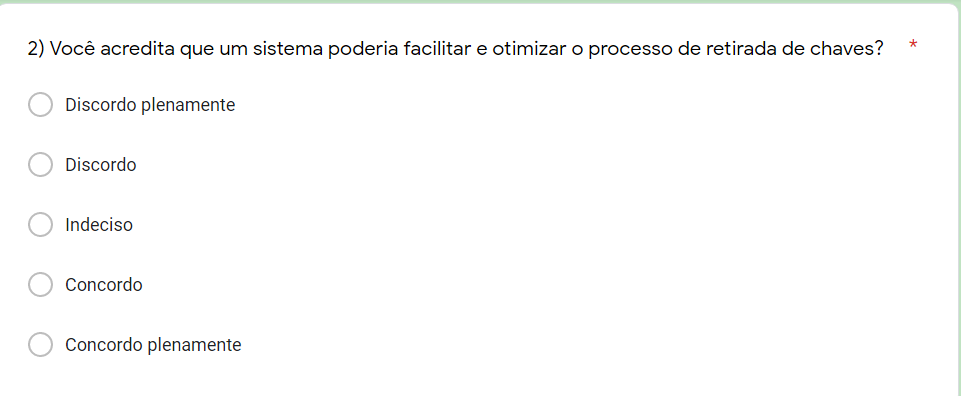 2) Você acredita que um sistema poderia facilitar e otimizar o processo de retirada de chaves? *
Discordo plenamente
Discordo
Indeciso
Concordo
Concordo plenamente